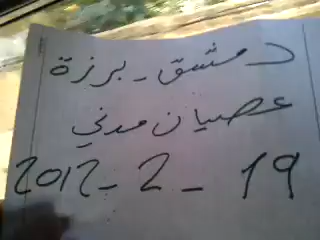 دمشق - برزة
عصيان مدني
2012 - 2 - 19